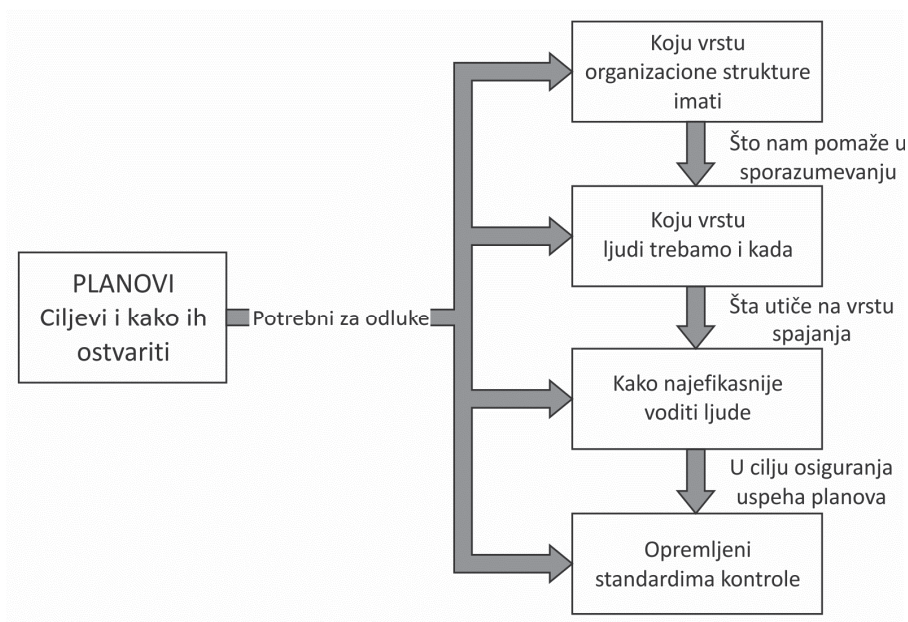 PLANOVI
Ciljevi i kako ih
ostvariti
Potrebni za odluke
Koju vrstu
organizacione strukture
imati
Što nam pomaže u
sporazumevanju
Koju vrstu
ljudi trebamo i kada
Šta utiče na vrstu
spajanja
Kako najefikasnije
voditi ljude
U cilju osiguranja
uspeha planova
Opremljeni
standardima kontrole